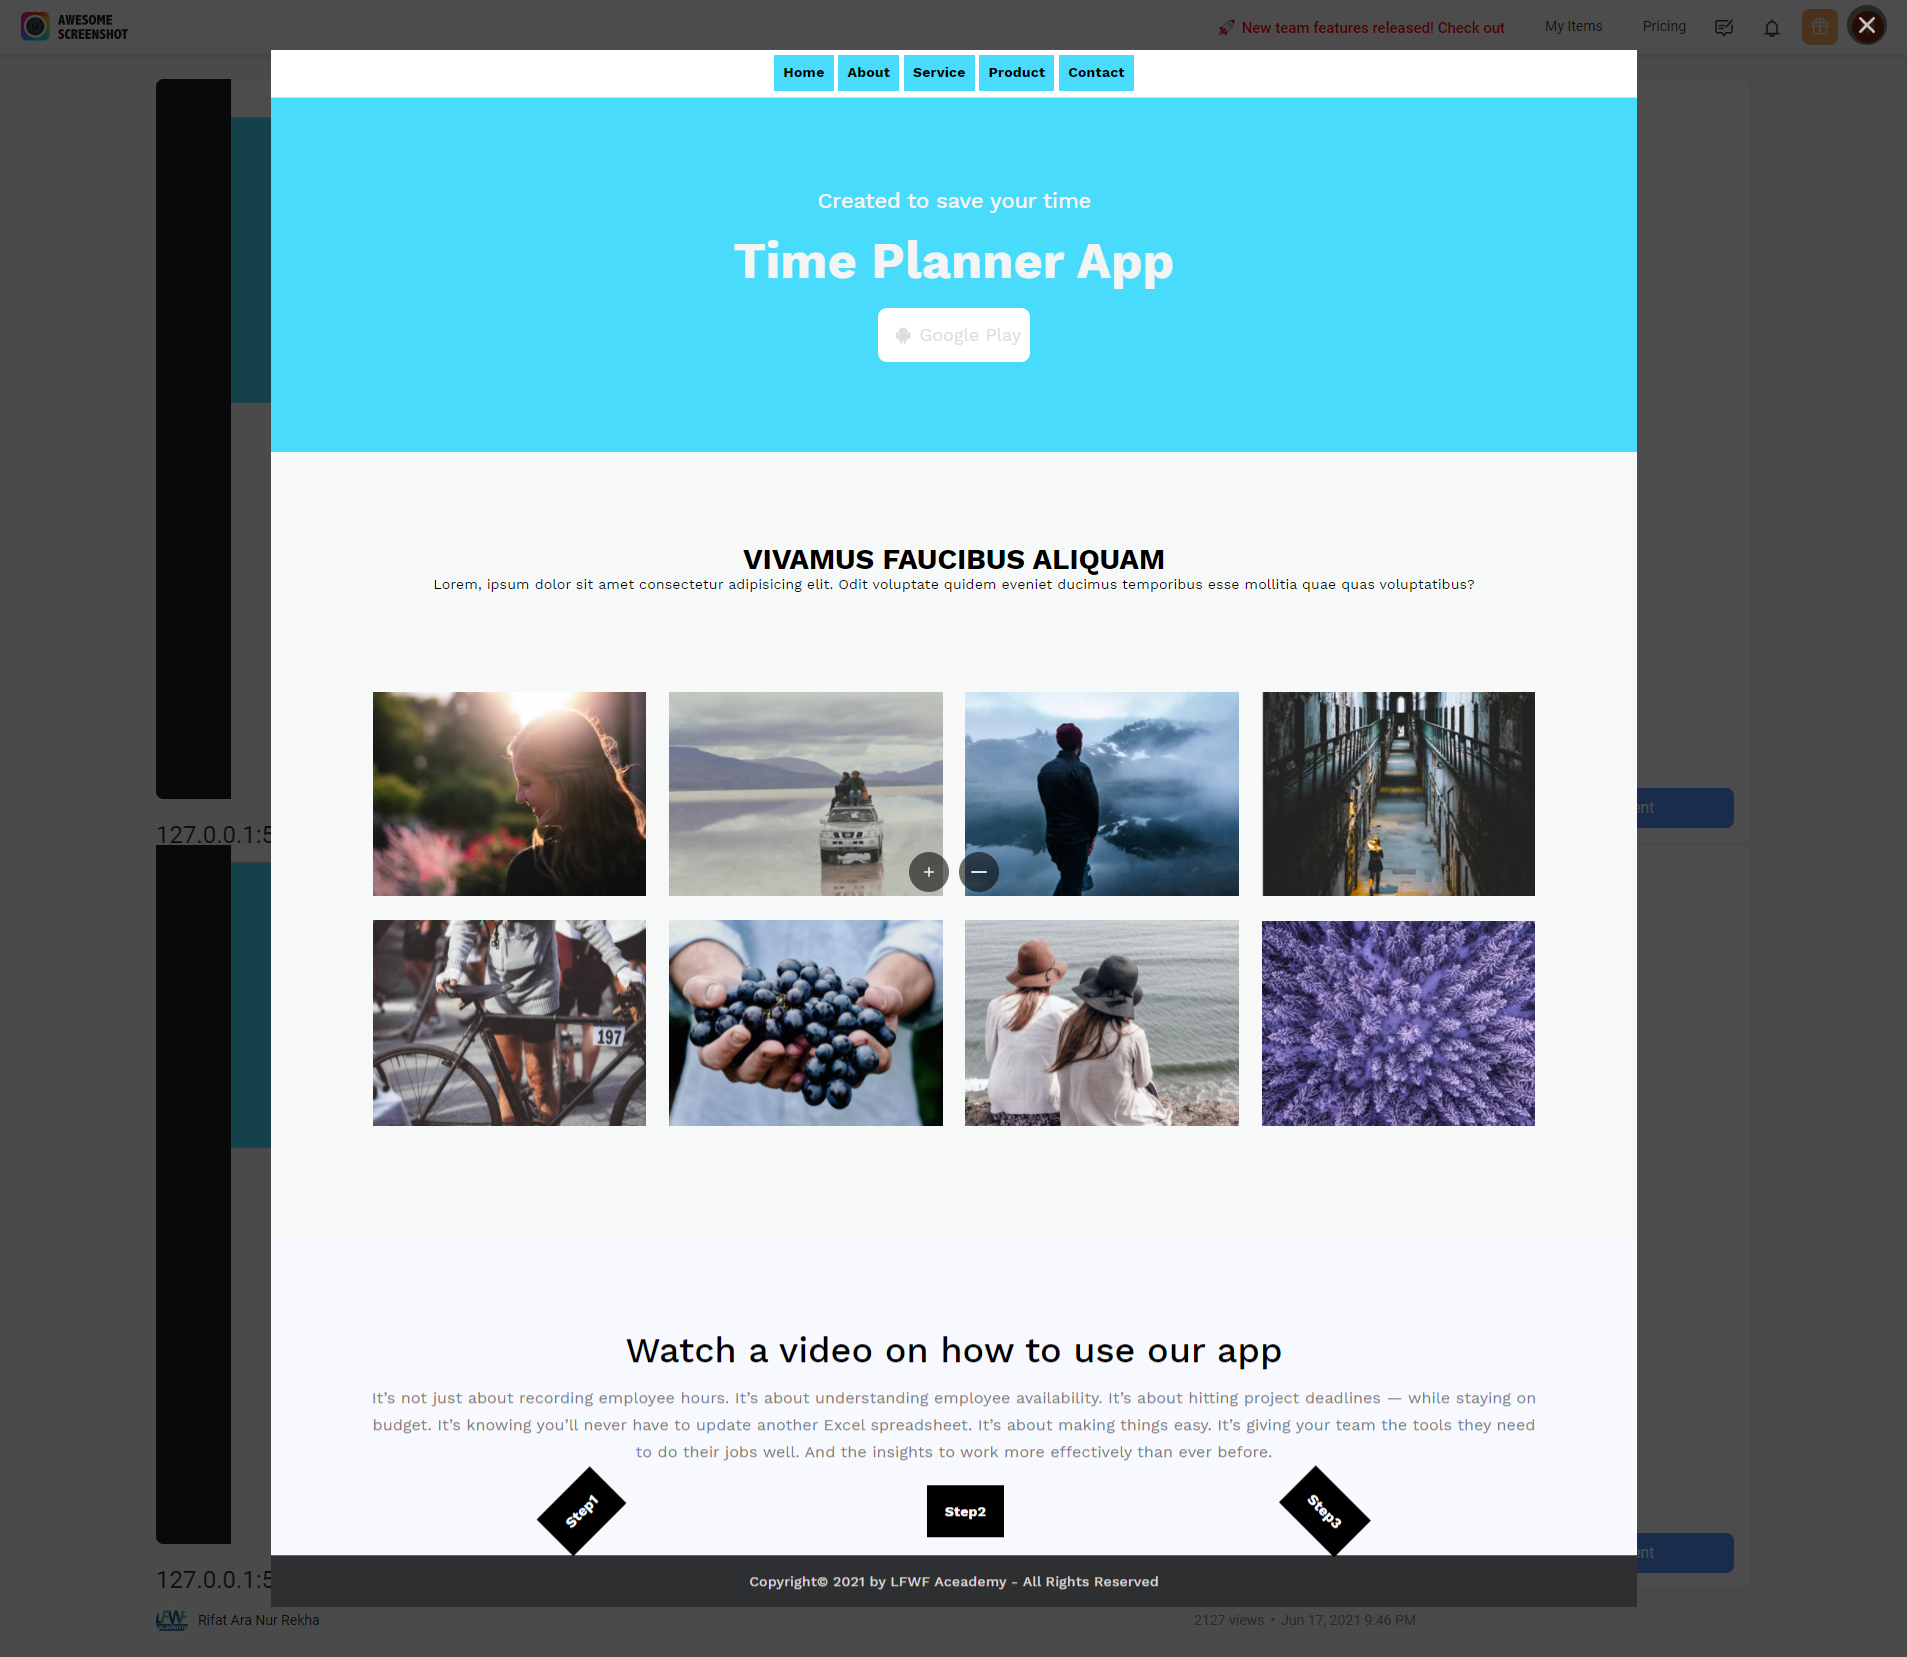 AWESOME
SCREENSHOT
New team features released! Check out
My Items
Pricing
Home
About
Service
Product
Contact
Created to save your time
Time Planner App
Google Play
VIVAMUS FAUCIBUS ALIQUAM
Lorem, ipsum dolor sit amet consectetur adipisicing elit. Odit voluptate quidem eveniet ducimus temporibus esse mollitia quae quas voluptatibus?
127.0.0.1:5
ent
197
Watch a video on how to use our app
It’s not just about recording employee hours. It’s about understanding employee availability. It’s about hitting project deadlines — while staying on
budget. It’s knowing you’ll never have to update another Excel spreadsheet. It’s about making things easy. It’s giving your team the tools they need
to do their jobs well. And the insights to work more effectively than ever before.
Step1
Step2
Step3
ent
127.0.0.1:5
Copyright© 2021 by LFWF Aceademy - All Rights Reserved
LFWF
academy
Rifat Ara Nur Rekha
2127 views • Jun 17, 2021 9:46 PM